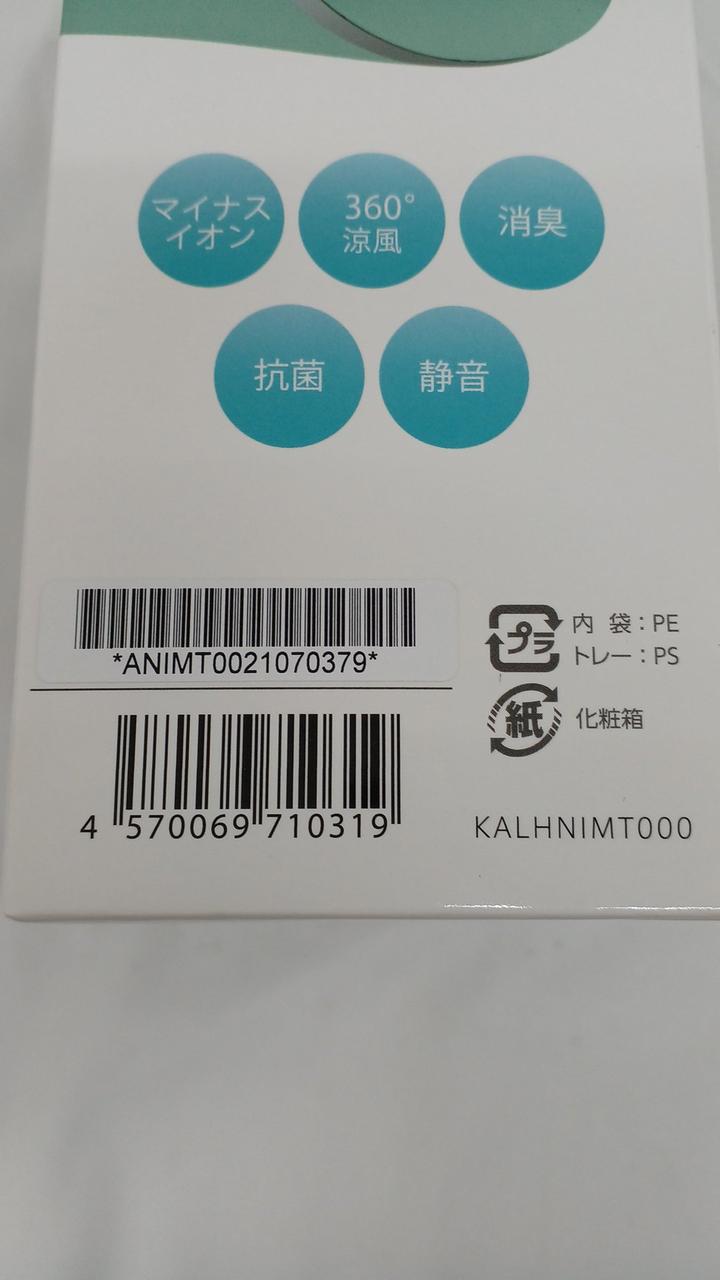 マイナス
イオン
360°
涼風
消臭
抗菌
静音
*ANIMT0021070379*
4 570069 710319
プラ
内 袋：PE
トレー：PS
紙
化粧箱
KALHNIMT000